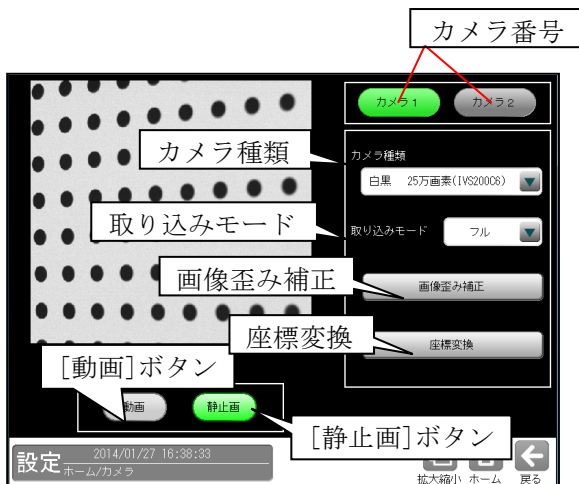 カメラ番号
カメラ1
カメラ2
カメラ種類
カメラ種類
白黒 25万画素(IVS200C6)
取り込みモード
取り込みモード
フル
画像歪み補正
画像歪み補正
座標変換
座標変換
[動画]ボタン
動画
静止画
[静止画]ボタン
設定
2014/01/27 16:38:33
ホーム/カメラ
拡大縮小
ホーム
戻る